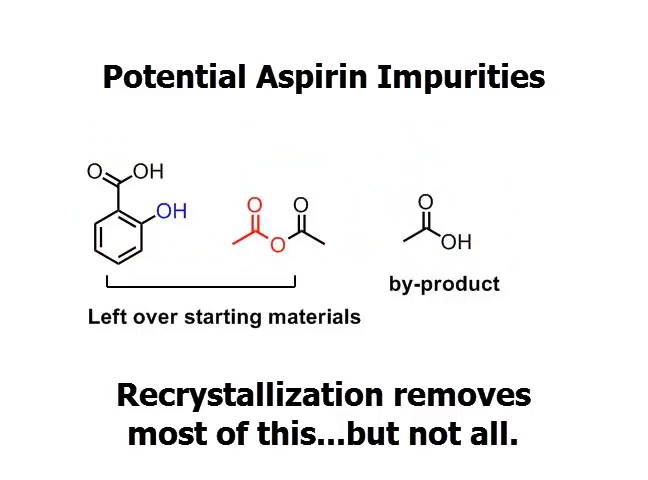 Potential Aspirin Impurities
O OH
OH
O O
O
O
OH
by-product
Left over starting materials
Recrystallization removes
most of this...but not all.